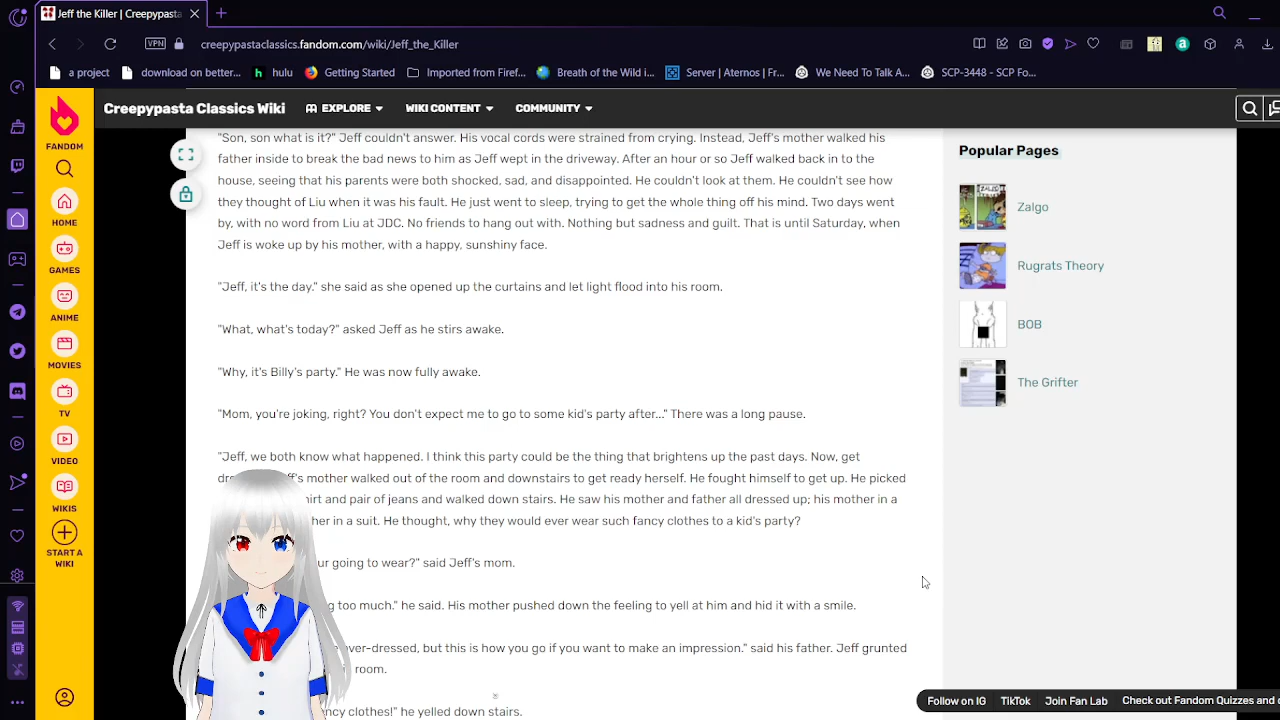 Jeff the Killer | Creepypasta
VPN
creepypastaclassics.fandom.com/wiki/Jeff_the_Killer
a project
download on better...
hulu
Getting Started
Imported from Firef...
Breath of the Wild i...
Server | Aternos | Fr...
We Need To Talk A...
SCP-3448 - SCP Fo...
FANDOM
HOME
GAMES
ANIME
MOVIES
TV
VIDEO
WIKIS
START A
WIKI
Creepypasta Classics Wiki
EXPLORE
WIKI CONTENT
COMMUNITY
"Son, son what is it?" Jeff couldn't answer. His vocal cords were strained from crying. Instead, Jeff's mother walked his
father inside to break the bad news to him as Jeff wept in the driveway. After an hour or so Jeff walked back in to the
house, seeing that his parents were both shocked, sad, and disappointed. He couldn't look at them. He couldn't see how
they thought of Liu when it was his fault. He just went to sleep, trying to get the whole thing off his mind. Two days went
by, with no word from Liu at JDC. No friends to hang out with. Nothing but sadness and guilt. That is until Saturday, when
Jeff is woke up by his mother, with a happy, sunshiny face.
"Jeff, it's the day." she said as she opened up the curtains and let light flood into his room.
"What, what's today?" asked Jeff as he stirs awake.
"Why, it's Billy's party." He was now fully awake.
"Mom, you're joking, right? You don't expect me to go to some kid's party after..." There was a long pause.
"Jeff, we both know what happened. I think this party could be the thing that brightens up the past days. Now, get
mother walked out of the room and downstairs to get ready herself. He fought himself to get up. He picked
and pair of jeans and walked down stairs. He saw his mother and father all dressed up; his mother in a
in a suit. He thought, why they would ever wear such fancy clothes to a kid's party?
going to wear?" said Jeff's mom.
too much." he said. His mother pushed down the feeling to yell at him and hid it with a smile.
but this is how you go if you want to make an impression." said his father. Jeff grunted
room.
clothes!" he yelled down stairs.
Popular Pages
Zalgo
Rugrats Theory
BOB
The Grifter
Follow on IG
TikTok
Join Fan Lab
Check out Fandom Quizzes and